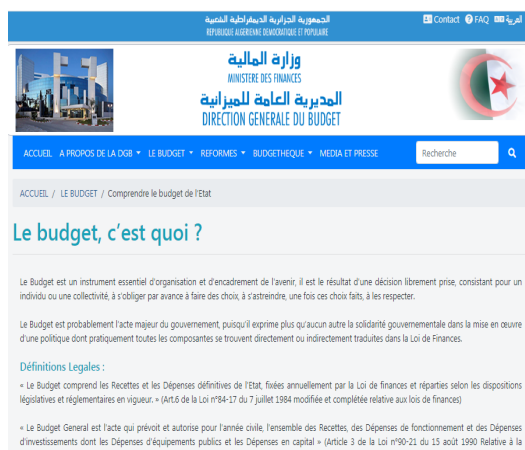 الجمهورية الجزائرية الديمقراطية الشعبية
REPUBLIQUE ALGERIENNE DEMOCRATIQUE ET POPULAIRE
Contact FAQ العربية
وزارة المالية
MINISTERE DES FINANCES
المديرية العامة للميزانية
DIRECTION GENERALE DU BUDGET
ACCUEIL A PROPOS DE LA DGB LE BUDGET REFORMES BUDGETHEQUE MEDIA ET PRESSE Recherche
ACCUEIL / LE BUDGET / Comprendre le budget de l'Etat
Le budget, c'est quoi ?
Le Budget est un instrument essentiel d'organisation et d'encadrement de l'avenir, il est le résultat d'une décision librement prise, consistant pour un
individu ou une collectivité, à s'obliger par avance à faire des choix, à s'astreindre, une fois ces choix faits, à les respecter.
Le Budget est probablement l'acte majeur du gouvernement, puisqu'il exprime plus qu'aucun autre la solidarité gouvernementale dans la mise en œuvre
d'une politique dont pratiquement toutes les composantes se trouvent directement ou indirectement traduites dans la Loi de Finances.
Définitions Legales :
« Le Budget comprend les Recettes et les Dépenses définitives de l'Etat, fixées annuellement par la Loi de finances et réparties selon les dispositions
législatives et réglementaires en vigueur. » (Art.6 de la Loi n°84-17 du 7 juillet 1984 modifiée et complétée relative aux lois de finances)
« Le Budget General est l'acte qui prévoit et autorise pour l'année civile, l'ensemble des Recettes, des Dépenses de fonctionnement et des Dépenses
d'investissements dont les Dépenses d'équipements publics et les Dépenses en capital » (Article 3 de la Loi n°90-21 du 15 août 1990 Relative à la